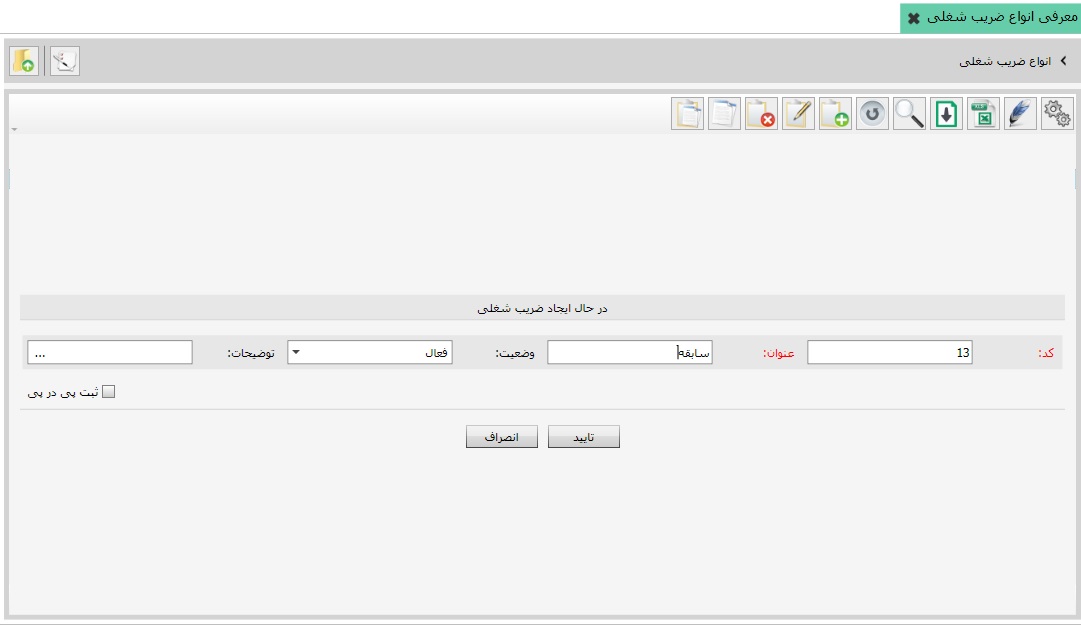 معرفی انواع ضریب شغلی
انواع ضریب شغلی
در حال ایجاد ضریب شغلی
کد: 13 عنوان: سابقه وضعیت: فعال توضیحات: ...
ثبت پی در پی
تایید انصراف